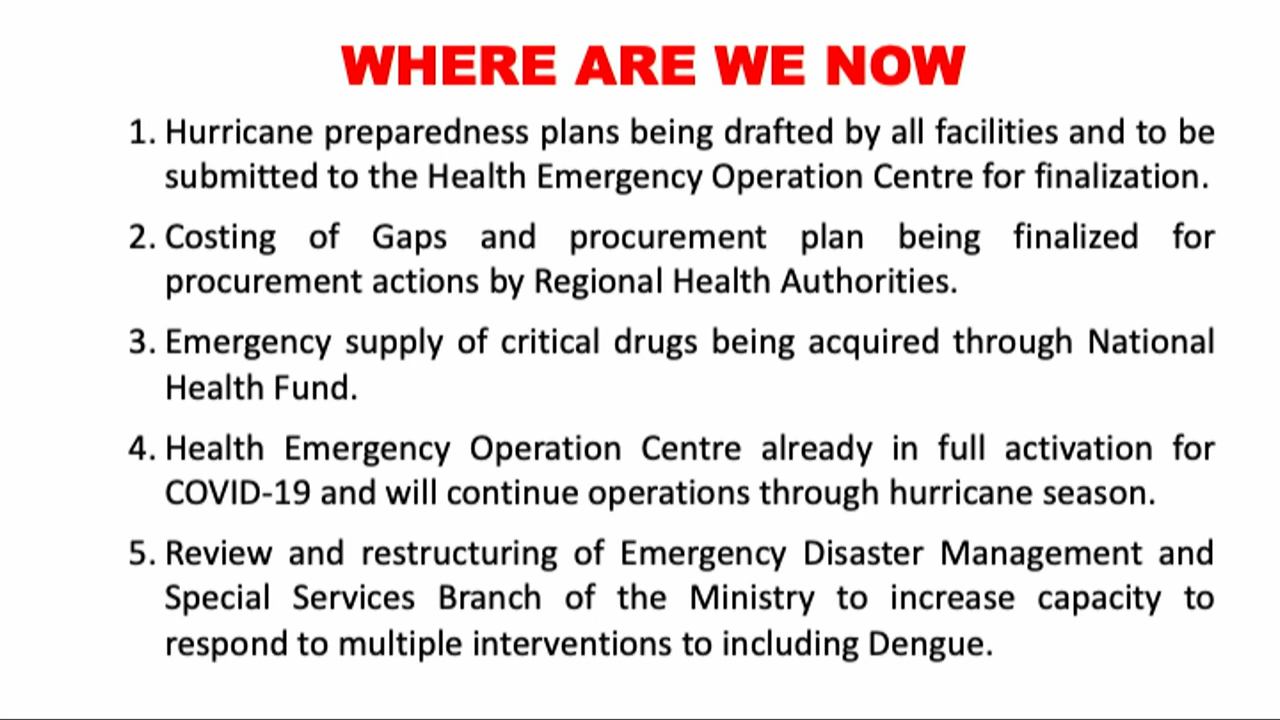 WHERE ARE WE NOW
1. Hurricane preparedness plans being drafted by all facilities and to be
submitted to the Health Emergency Operation Centre for finalization.
2. Costing of Gaps and procurement plan being finalized for
procurement actions by Regional Health Authorities.
3. Emergency supply of critical drugs being acquired through National
Health Fund.
4. Health Emergency Operation Centre already in full activation for
COVID-19 and will continue operations through hurricane season.
5. Review and restructuring of Emergency Disaster Management and
Special Services Branch of the Ministry to increase capacity to
respond to multiple interventions to including Dengue.